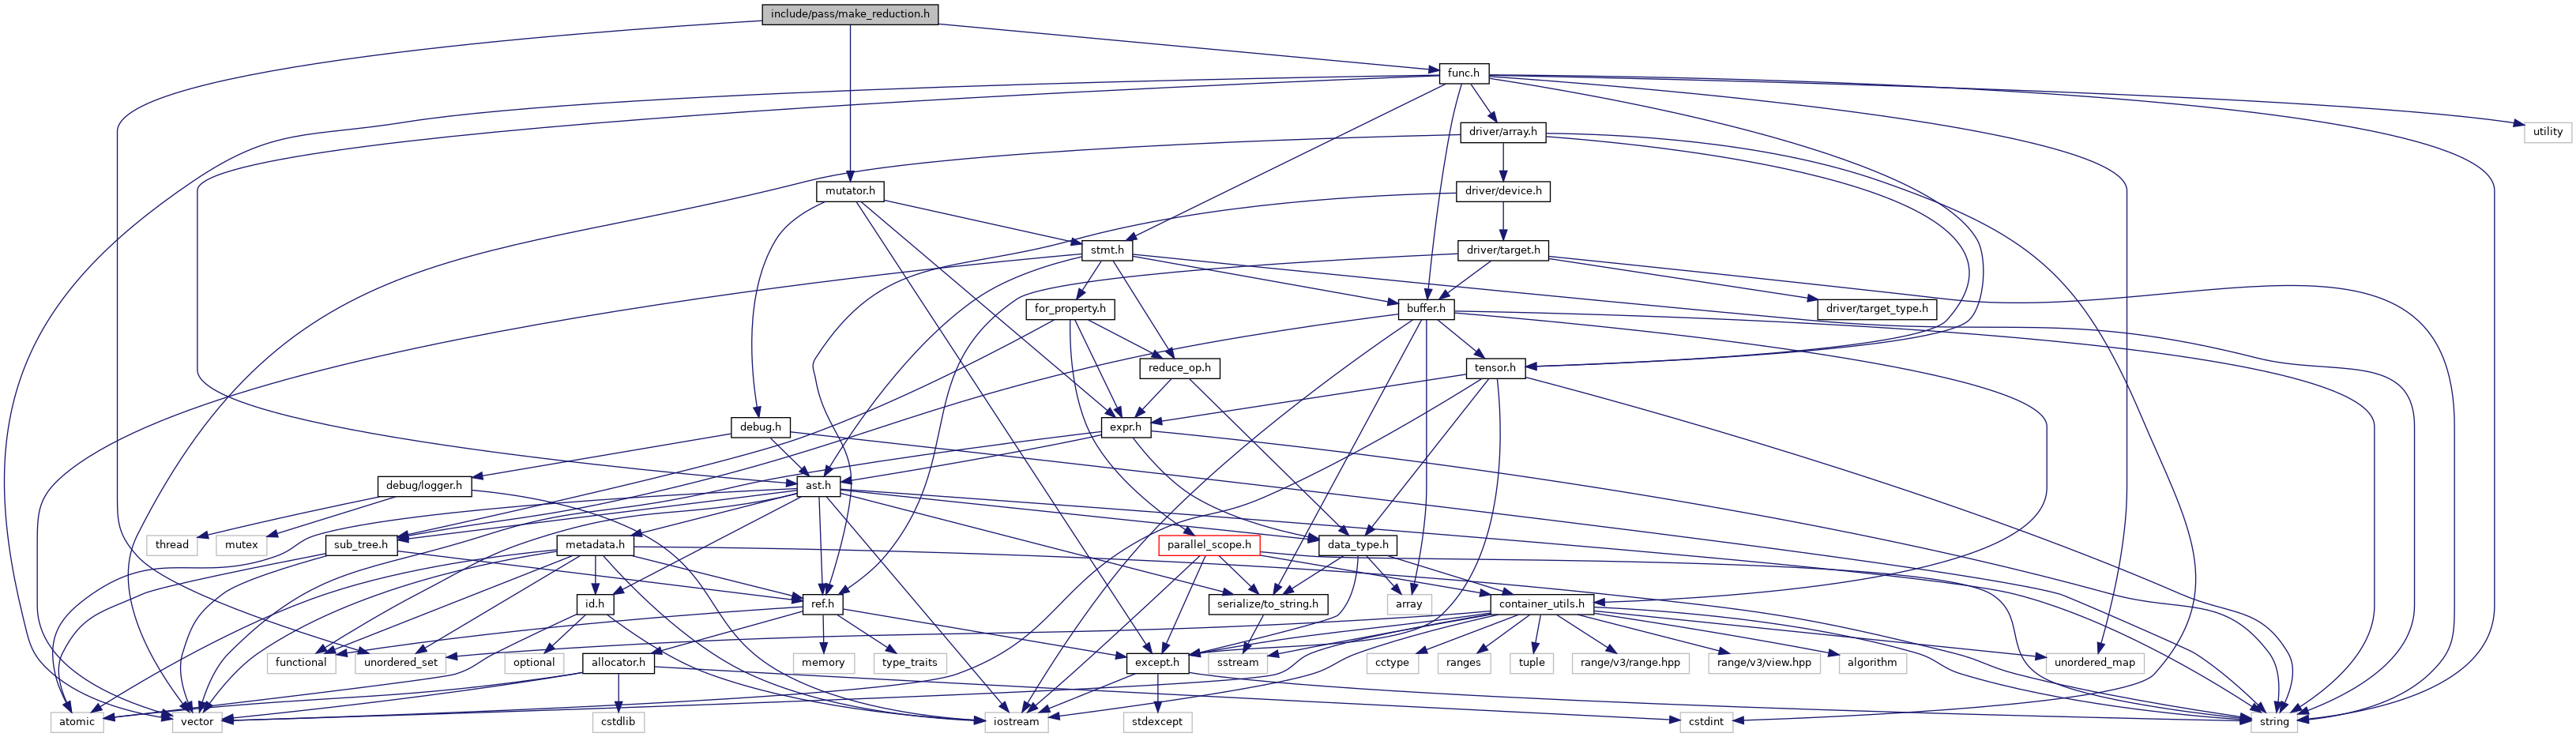 include/pass/make_reduction.h
func.h
driver/array.h
utility
mutator.h
driver/device.h
stmt.h
driver/target.h
for_property.h
buffer.h
driver/target_type.h
reduce_op.h
tensor.h
debug.h
expr.h
debug/logger.h
ast.h
thread
mutex
sub_tree.h
metadata.h
parallel_scope.h
data_type.h
id.h
ref.h
serialize/to_string.h
array
container_utils.h
functional
unordered_set
optional
allocator.h
memory
type_traits
except.h
sstream
cctype
ranges
tuple
range/v3/range.hpp
range/v3/view.hpp
algorithm
unordered_map
atomic
vector
cstdlib
iostream
stdexcept
cstdint
string